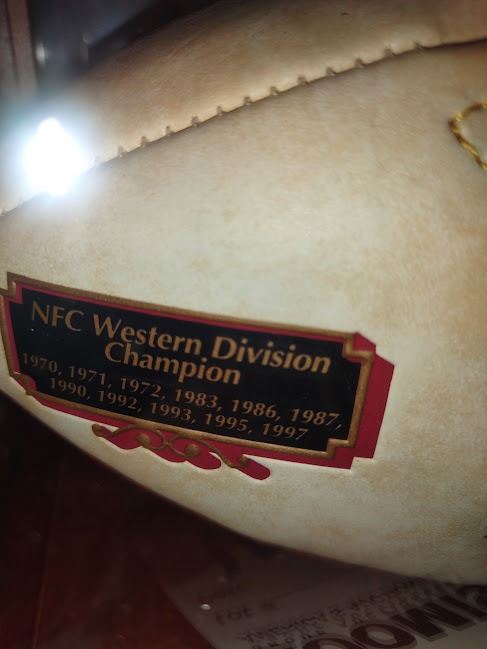 NFC Western Division
Champion
1970, 1971, 1972, 1983, 1986, 1987,
1990, 1992, 1993, 1995, 1997